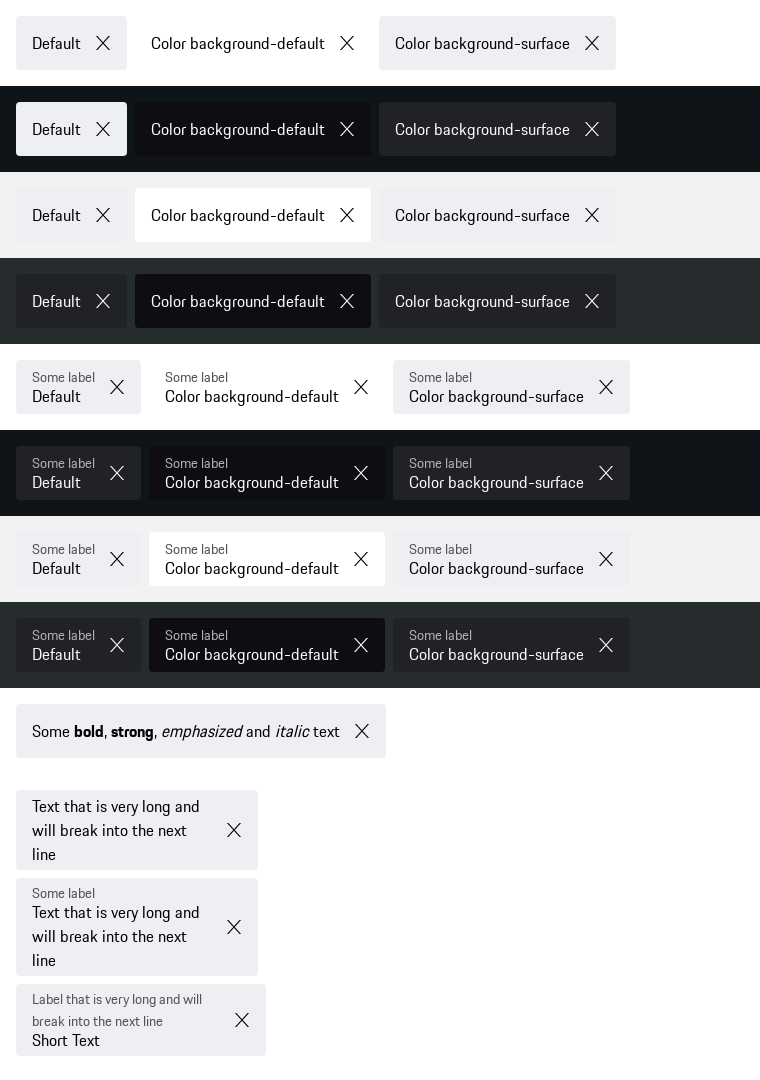 Default Color background-default Color background-surface
Default Color background-default Color background-surface
Default Color background-default Color background-surface
Default Color background-default Color background-surface
Some label Some label Some label
Default Color background-default Color background-surface
Some label Some label Some label
Default Color background-default Color background-surface
Some label Some label Some label
Default Color background-default Color background-surface
Some label Some label Some label
Default Color background-default Color background-surface
Some bold, strong, emphasized and italic text
Text that is very long and
will break into the next
line
Some label
Text that is very long and
will break into the next
line
Label that is very long and will
break into the next line
Short Text